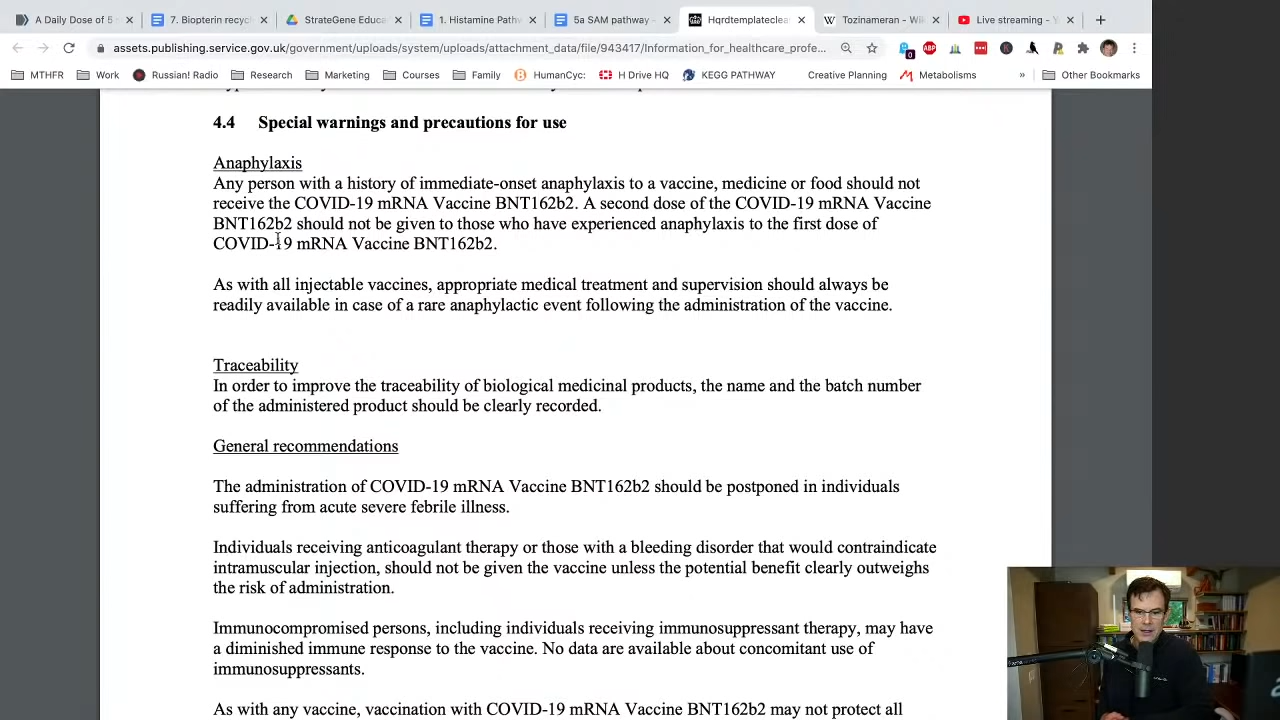 A Daily Dose of 5
7. Biopterin recyc
StrateGene Educa
1. Histamine Path
5a SAM pathway -
Hqrdtemplateclea
Tozinameran - Wi
Live streaming - Y
assets.publishing.service.gov.uk/government/uploads/system/uploads/attachment_data/file/943417/Information_for_healthcare_profe...
MTHFR
Work
Russian! Radio
Research
Marketing
Courses
Family
HumanCyc:
H Drive HQ
KEGG PATHWAY
Creative Planning
Metabolisms
»
Other Bookmarks
4.4 Special warnings and precautions for use
Anaphylaxis
Any person with a history of immediate-onset anaphylaxis to a vaccine, medicine or food should not
receive the COVID-19 mRNA Vaccine BNT162b2. A second dose of the COVID-19 mRNA Vaccine
BNT162b2 should not be given to those who have experienced anaphylaxis to the first dose of
COVID-19 mRNA Vaccine BNT162b2.
As with all injectable vaccines, appropriate medical treatment and supervision should always be
readily available in case of a rare anaphylactic event following the administration of the vaccine.
Traceability
In order to improve the traceability of biological medicinal products, the name and the batch number
of the administered product should be clearly recorded.
General recommendations
The administration of COVID-19 mRNA Vaccine BNT162b2 should be postponed in individuals
suffering from acute severe febrile illness.
Individuals receiving anticoagulant therapy or those with a bleeding disorder that would contraindicate
intramuscular injection, should not be given the vaccine unless the potential benefit clearly outweighs
the risk of administration.
Immunocompromised persons, including individuals receiving immunosuppressant therapy, may have
a diminished immune response to the vaccine. No data are available about concomitant use of
immunosuppressants.
As with any vaccine, vaccination with COVID-19 mRNA Vaccine BNT162b2 may not protect all